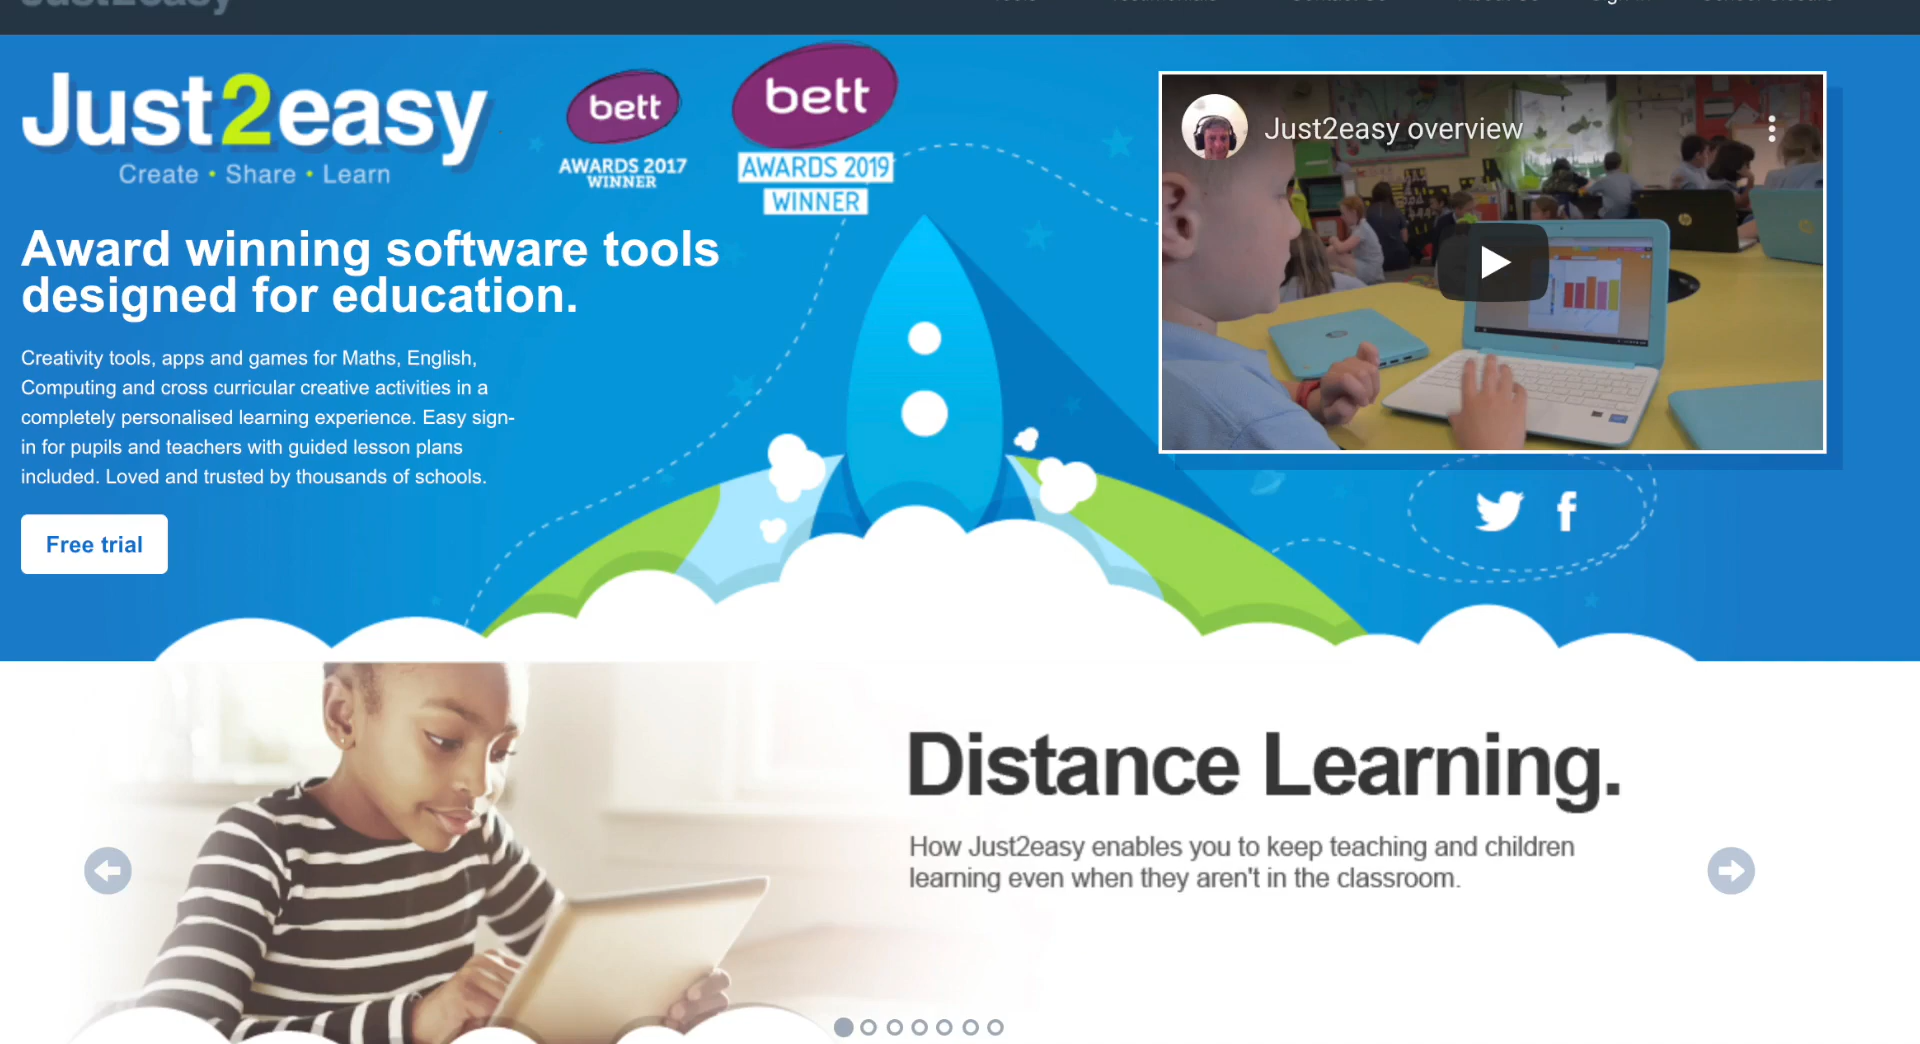 Just2easy
Create • Share • Learn
bett
AWARDS 2017
WINNER
bett
AWARDS 2019
WINNER
Just2easy overview
Award winning software tools
designed for education.
Creativity tools, apps and games for Maths, English,
Computing and cross curricular creative activities in a
completely personalised learning experience. Easy sign-
in for pupils and teachers with guided lesson plans
included. Loved and trusted by thousands of schools.
Free trial
Distance Learning.
How Just2easy enables you to keep teaching and children
learning even when they aren't in the classroom.